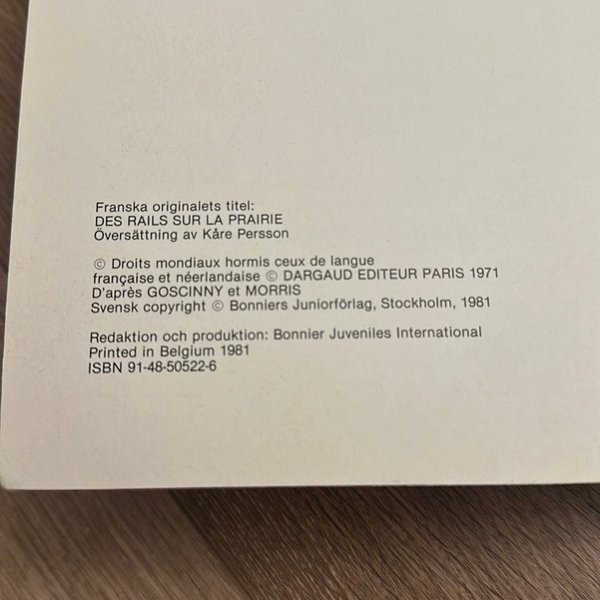 Franska originalets titel:
DES RAILS SUR LA PRAIRIE
Översättning av Kåre Persson
© Droits mondiaux hormis ceux de langue
française et néerlandaise © DARGAUD EDITEUR PARIS 1971
D'après GOSCINNY et MORRIS
Svensk copyright © Bonniers Juniorförlag, Stockholm, 1981
Redaktion och produktion: Bonnier Juveniles International
Printed in Belgium 1981
ISBN 91-48-50522-6